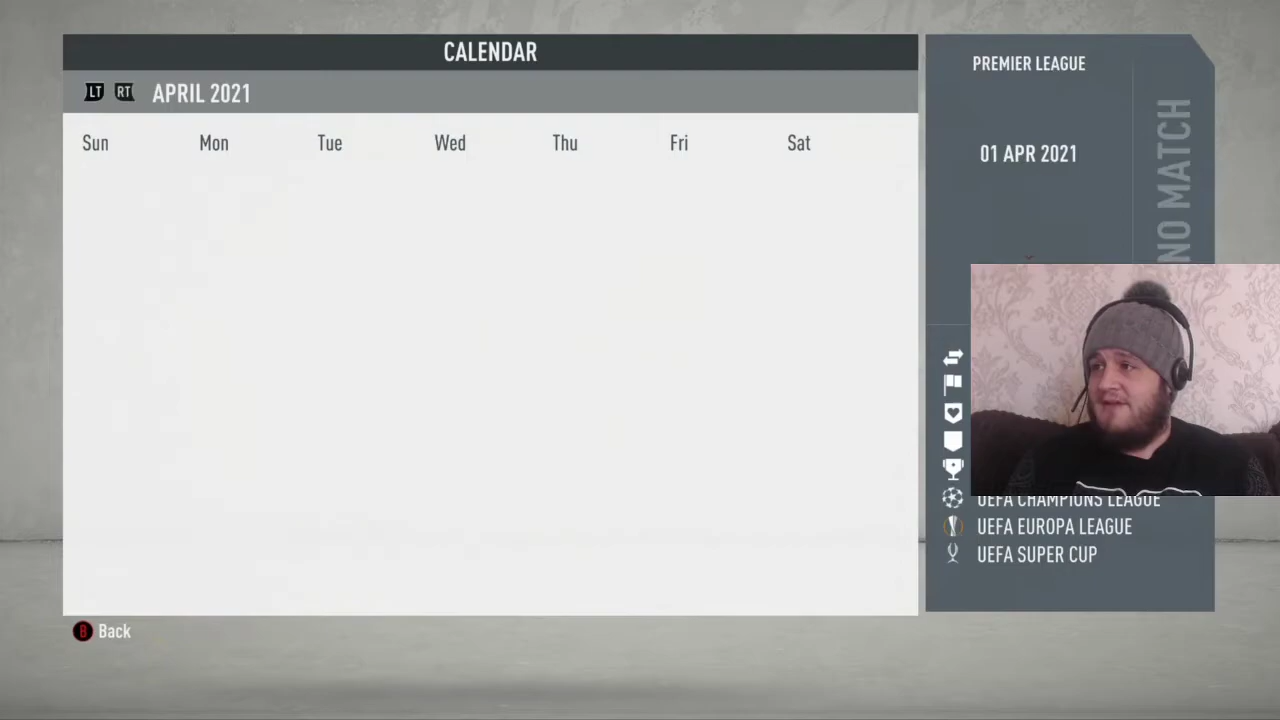 CALENDAR
LT RT APRIL 2021
Sun Mon Tue Wed Thu Fri Sat
PREMIER LEAGUE
01 APR 2021
NO MATCH
UEFA CHAMPIONS LEAGUE
UEFA EUROPA LEAGUE
UEFA SUPER CUP
B Back